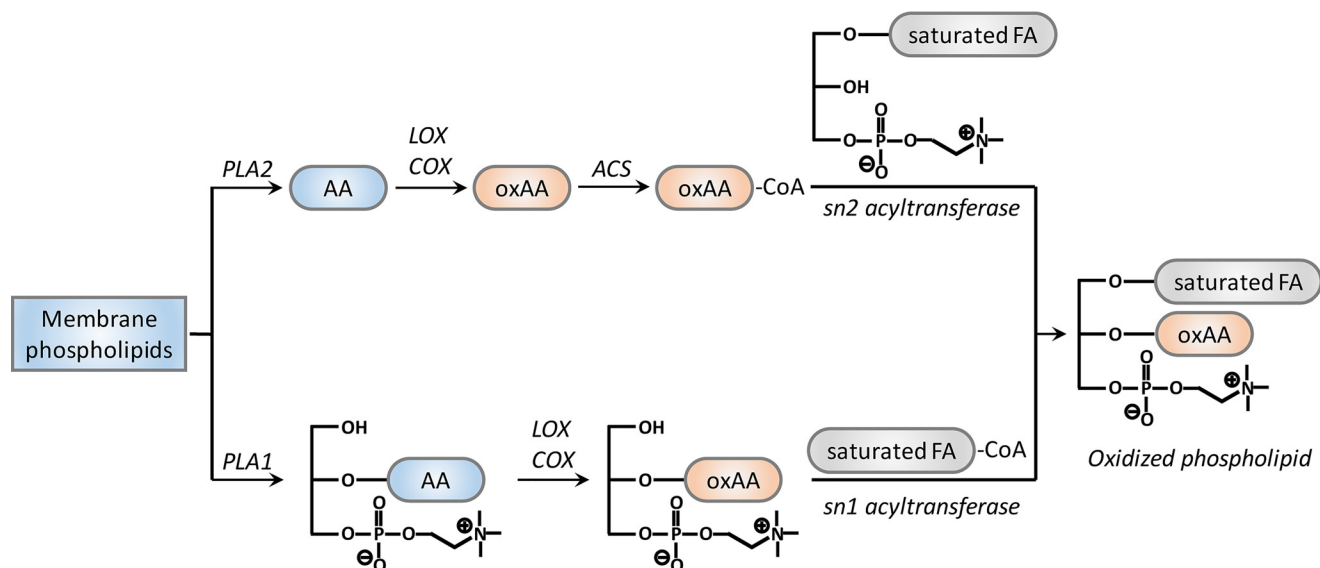 O
saturated FA
OH
O
O
P
O
N
⊕
⊖
O
LOX
COX
PLA2
AA
oxAA
ACS
oxAA
-CoA
sn2 acyltransferase
Membrane
phospholipids
O
saturated FA
O
oxAA
O
O
P
O
N
⊕
⊖
O
Oxidized phospholipid
PLA1
OH
O
AA
O
O
P
O
N
⊕
⊖
O
LOX
COX
OH
O
oxAA
O
O
P
O
N
⊕
⊖
O
saturated FA
-CoA
sn1 acyltransferase